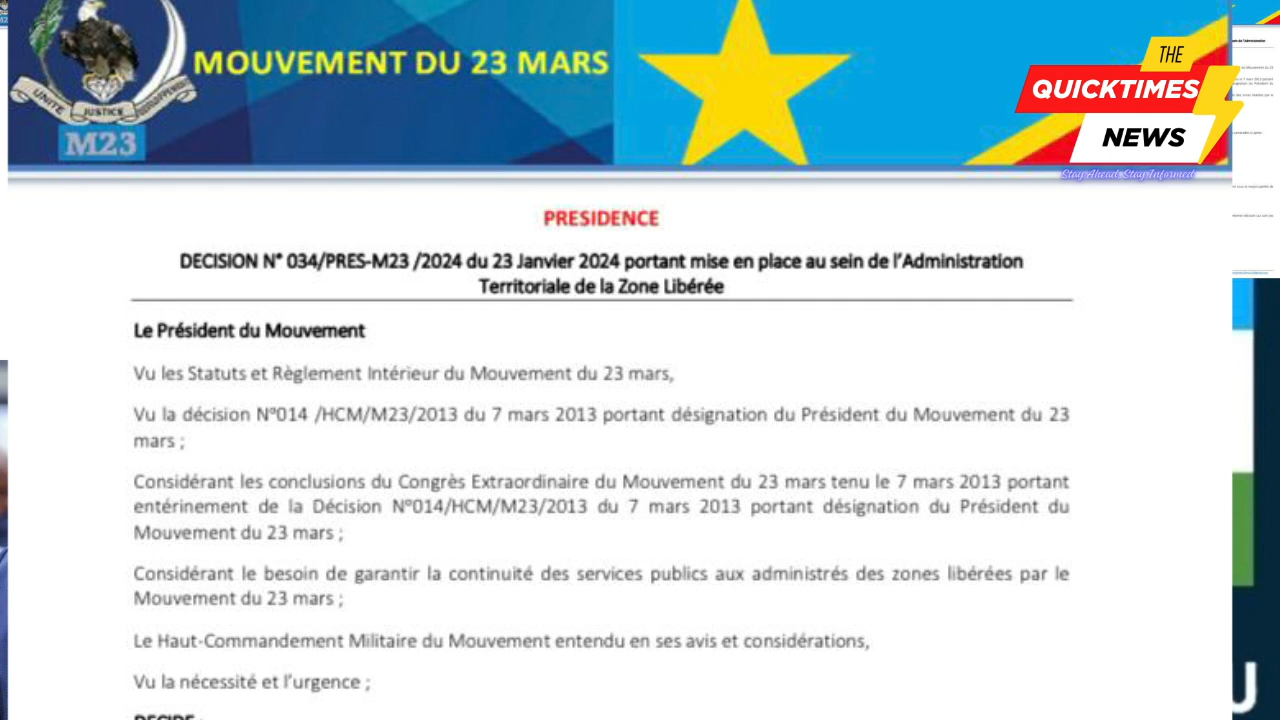 MOUVEMENT DU 23 MARS
UNITE
JUSTICE
M23
THE
QUICKTIMES
NEWS
Stay Ahead, Stay Informed
PRESIDENCE
DECISION N° 034/PRES-M23 /2024 du 23 Janvier 2024 portant mise en place au sein de l'Administration
Territoriale de la Zone Libérée
Le Président du Mouvement
Vu les Statuts et Règlement Intérieur du Mouvement du 23 mars,
Vu la décision N°014 /HCM/M23/2013 du 7 mars 2013 portant désignation du Président du Mouvement du 23
mars ;
Considérant les conclusions du Congrès Extraordinaire du Mouvement du 23 mars tenu le 7 mars 2013 portant
entérinement de la Décision N°014/HCM/M23/2013 du 7 mars 2013 portant désignation du Président du
Mouvement du 23 mars ;
Considérant le besoin de garantir la continuité des services publics aux administrés des zones libérées par le
Mouvement du 23 mars ;
Le Haut-Commandement Militaire du Mouvement entendu en ses avis et considérations,
Vu la nécessité et l'urgence ;
DECIDE :
U